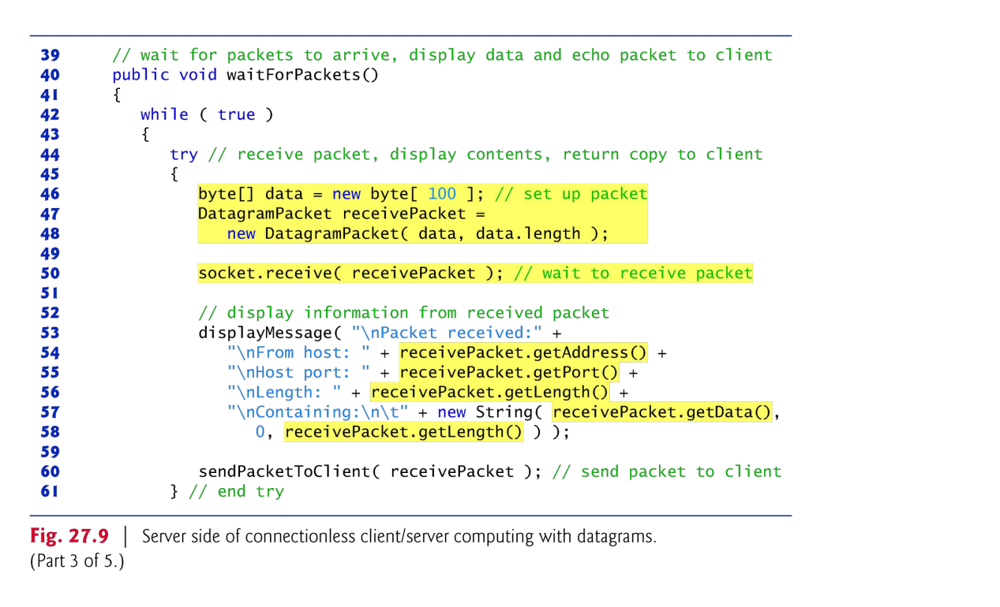 39 // wait for packets to arrive, display data and echo packet to client
40 public void waitForPackets()
41 {
42 while ( true )
43 {
44 try // receive packet, display contents, return copy to client
45 {
46 byte[] data = new byte[ 100 ]; // set up packet
47 DatagramPacket receivePacket =
48 new DatagramPacket( data, data.length );
49
50 socket.receive( receivePacket ); // wait to receive packet
51
52 // display information from received packet
53 displayMessage( "\nPacket received:" +
54 "\nFrom host: " + receivePacket.getAddress() +
55 "\nHost port: " + receivePacket.getPort() +
56 "\nLength: " + receivePacket.getLength() +
57 "\nContaining:\n\t" + new String( receivePacket.getData(),
58 0, receivePacket.getLength() ) );
59
60 sendPacketToClient( receivePacket ); // send packet to client
61 } // end try
Fig. 27.9 | Server side of connectionless client/server computing with datagrams.
(Part 3 of 5.)